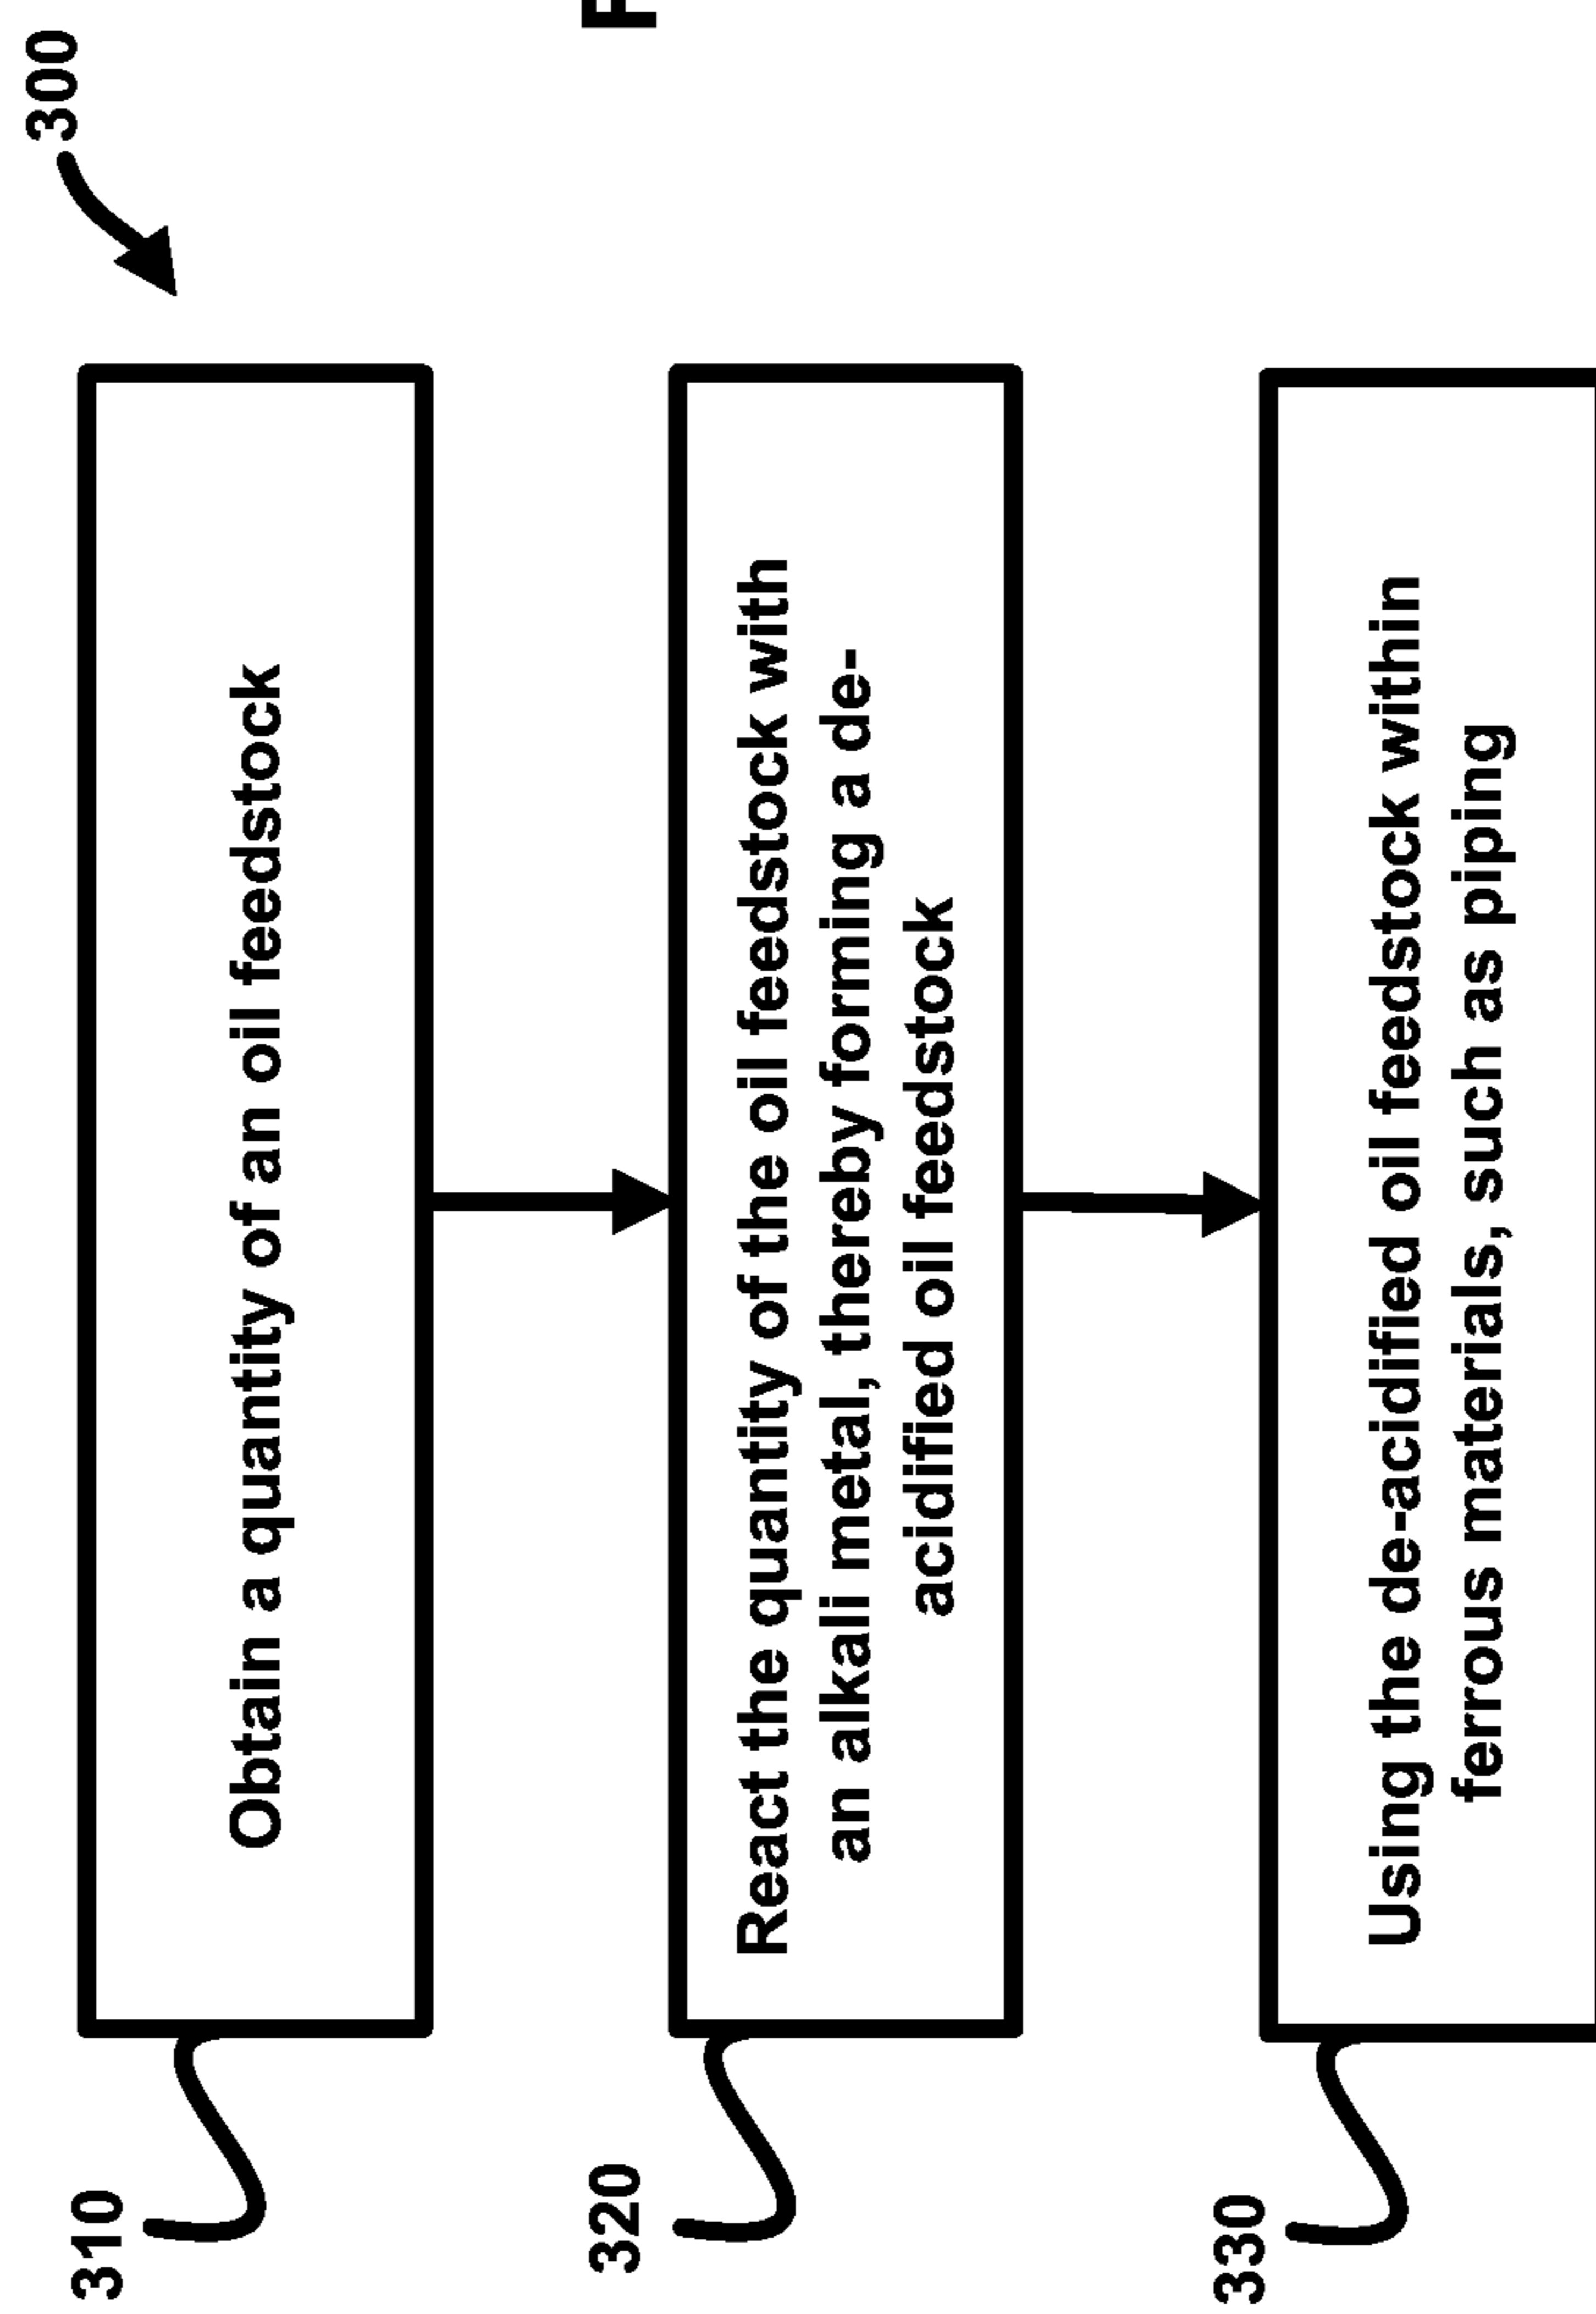 300
310
Obtain a quantity of an oil feedstock
320
React the quantity of the oil feedstock with
an alkali metal, thereby forming a de-
acidified oil feedstock
330
Using the de-acidified oil feedstock within
ferrous materials, such as piping